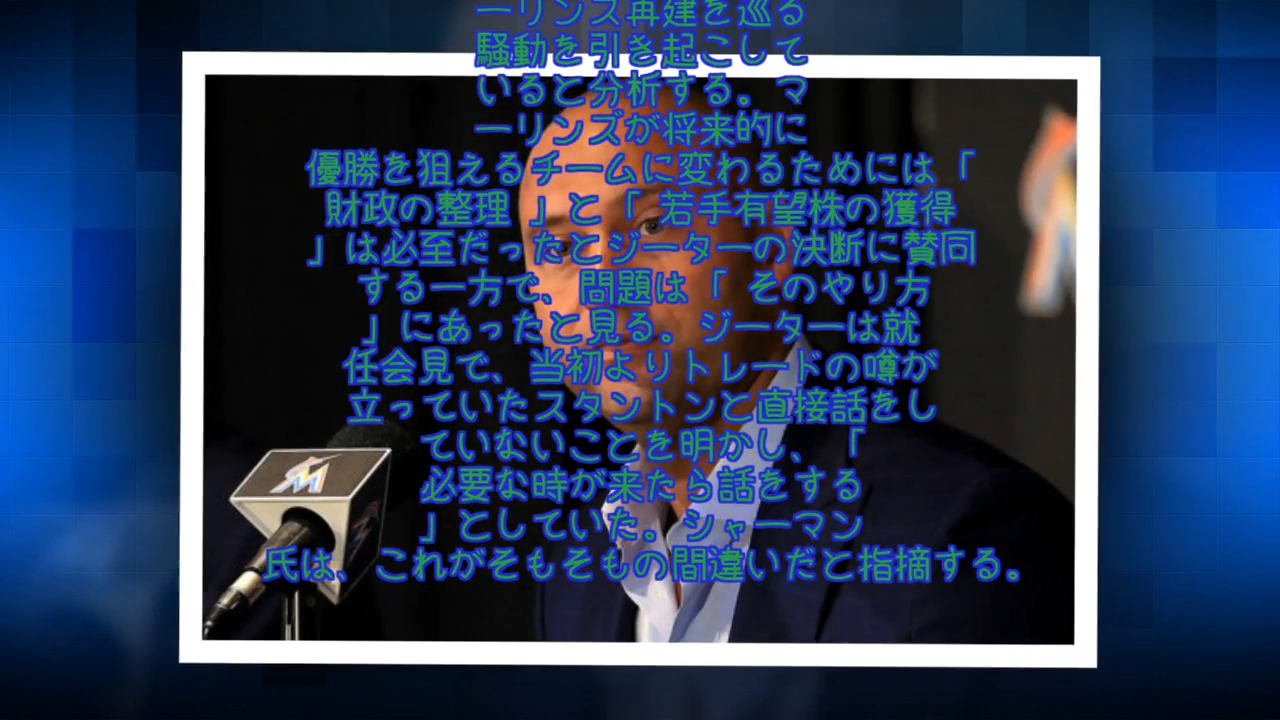 ーリンズ再建を巡る
騒動を引き起こして
いると分析する。マ
ーリンズが将来的に
優勝を狙えるチームに変わるためには「
財政の整理 」と「 若手有望株の獲得
」は必至だったとジーターの決断に賛同
する一方で、問題は「 そのやり方
」にあったと見る。ジーターは就
任会見で、当初よりトレードの噂が
立っていたスタントンと直接話をし
ていないことを明かし、「
必要な時が来たら話をする
」としていた。シャーマン
氏は、これがそもそもの間違いだと指摘する。